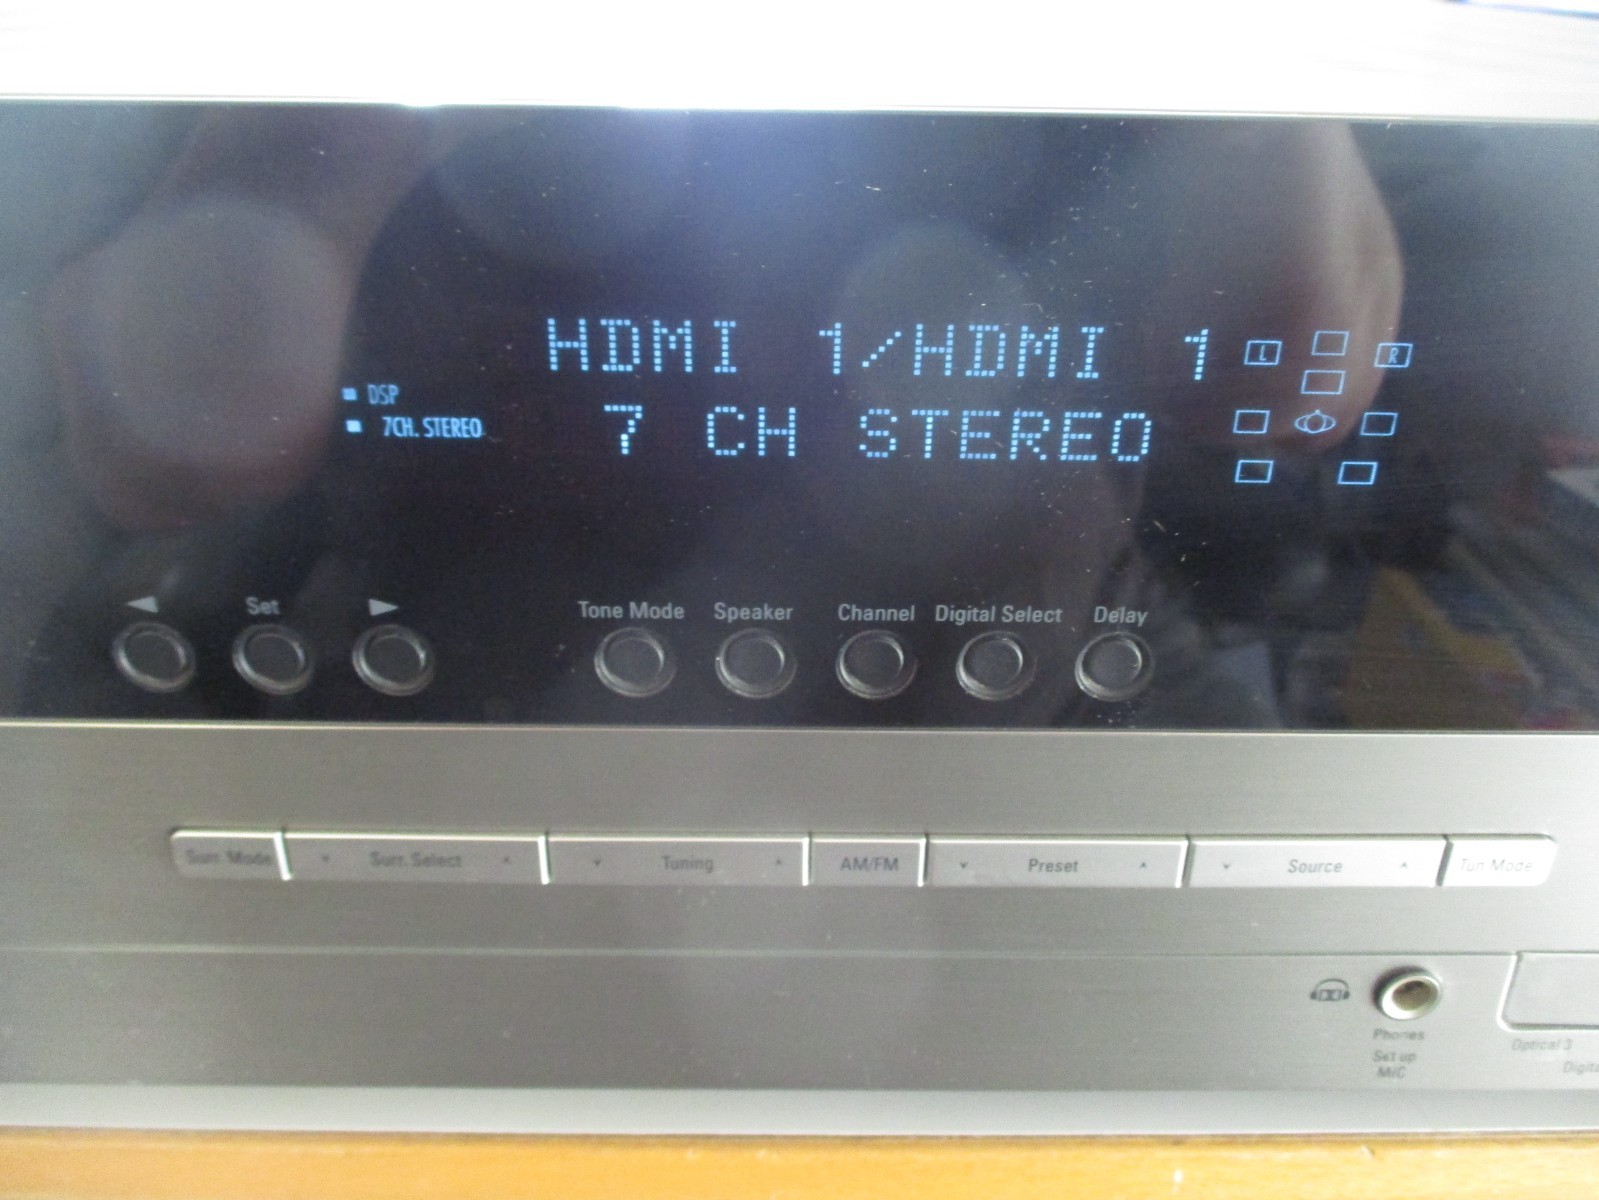 HDMI 1/HDMI 1 L R
DSP
7CH. STEREO 7 CH STEREO
Set Tone Mode Speaker Channel Digital Select Delay
Surr. Mode Surr. Select Tuning AM/FM Preset Source Tun Mode
Phones
Set up
MIC
Optical 3